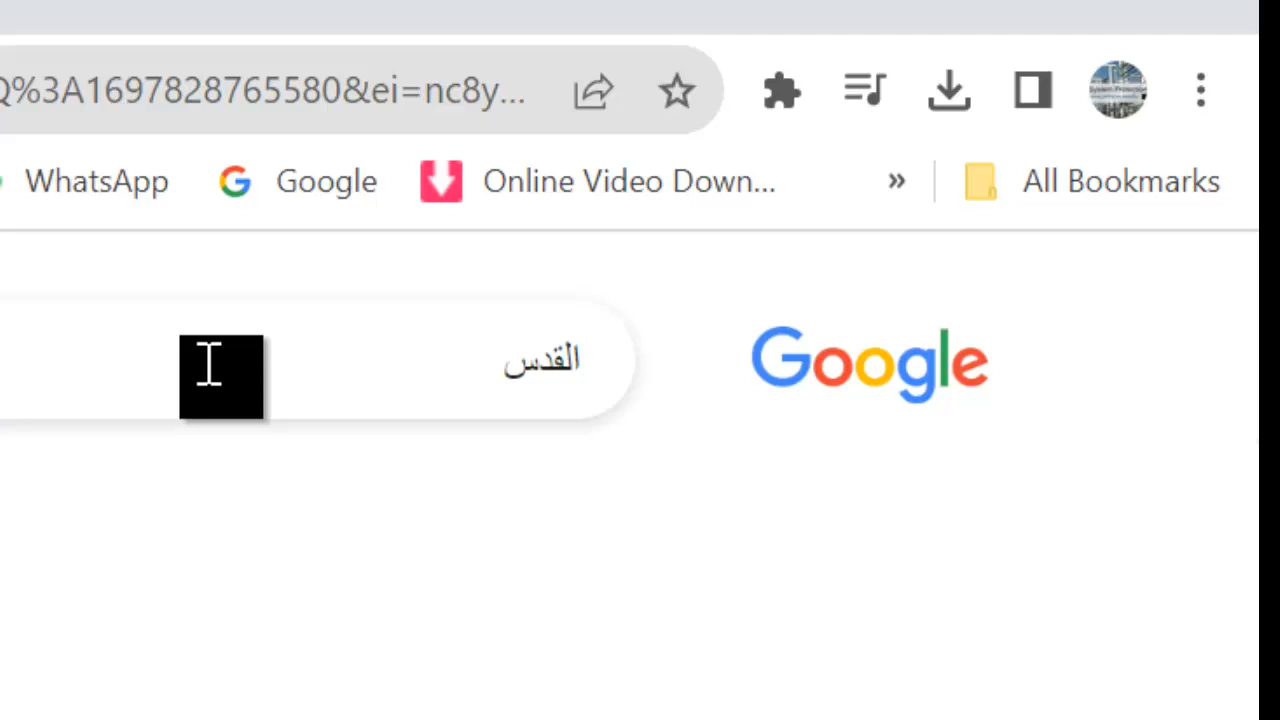 Q%3A1697828765580&ei=nc8y...
WhatsApp Google Online Video Down... » All Bookmarks
القدس Google